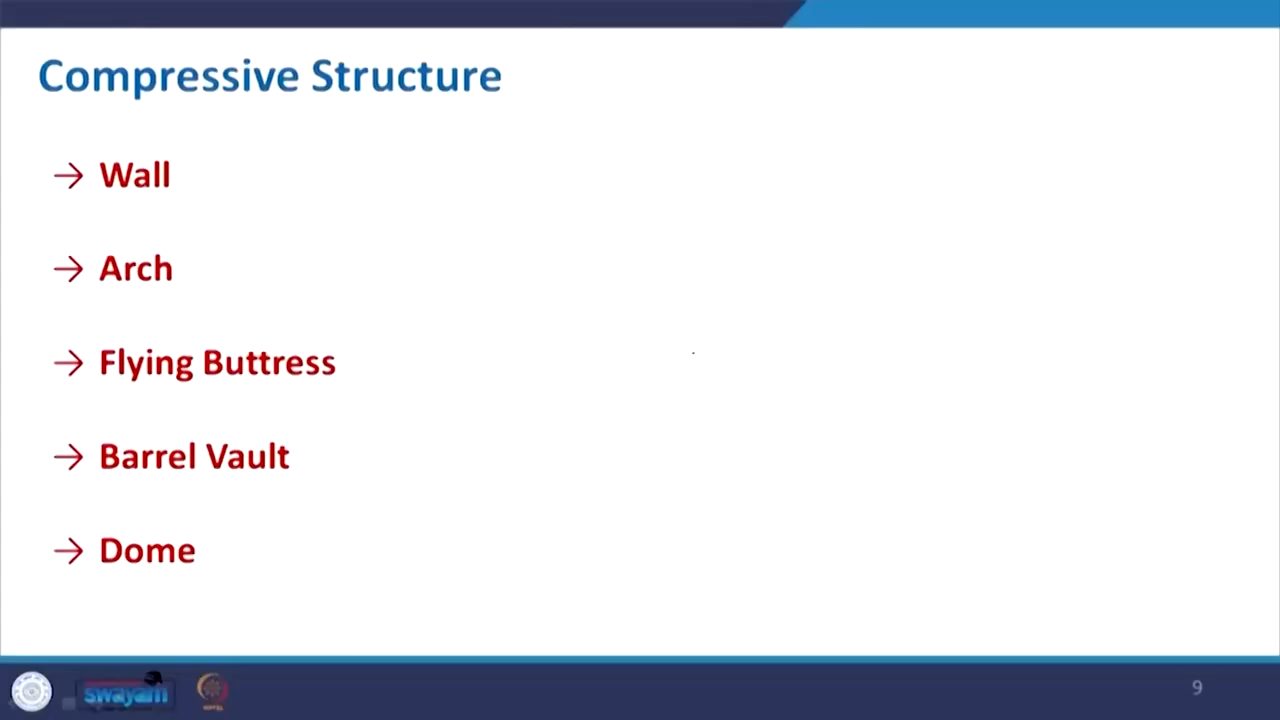 Compressive Structure
→ Wall
→ Arch
→ Flying Buttress
→ Barrel Vault
→ Dome
swayam
9